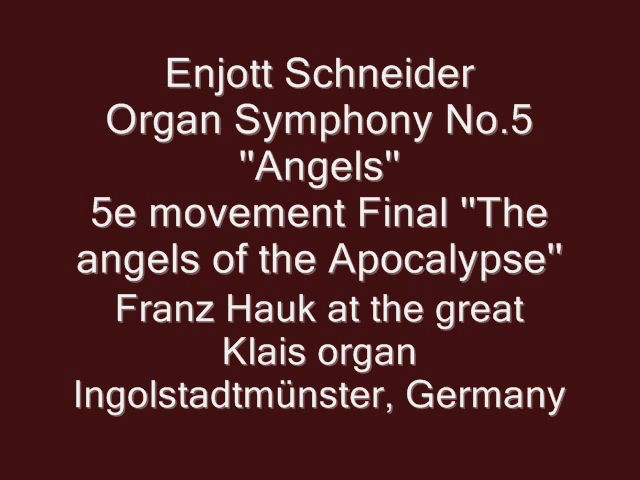 Enjott Schneider
Organ Symphony No.5
"Angels"
5e movement Final "The
angels of the Apocalypse"
Franz Hauk at the great
Klais organ
Ingolstadtmünster, Germany